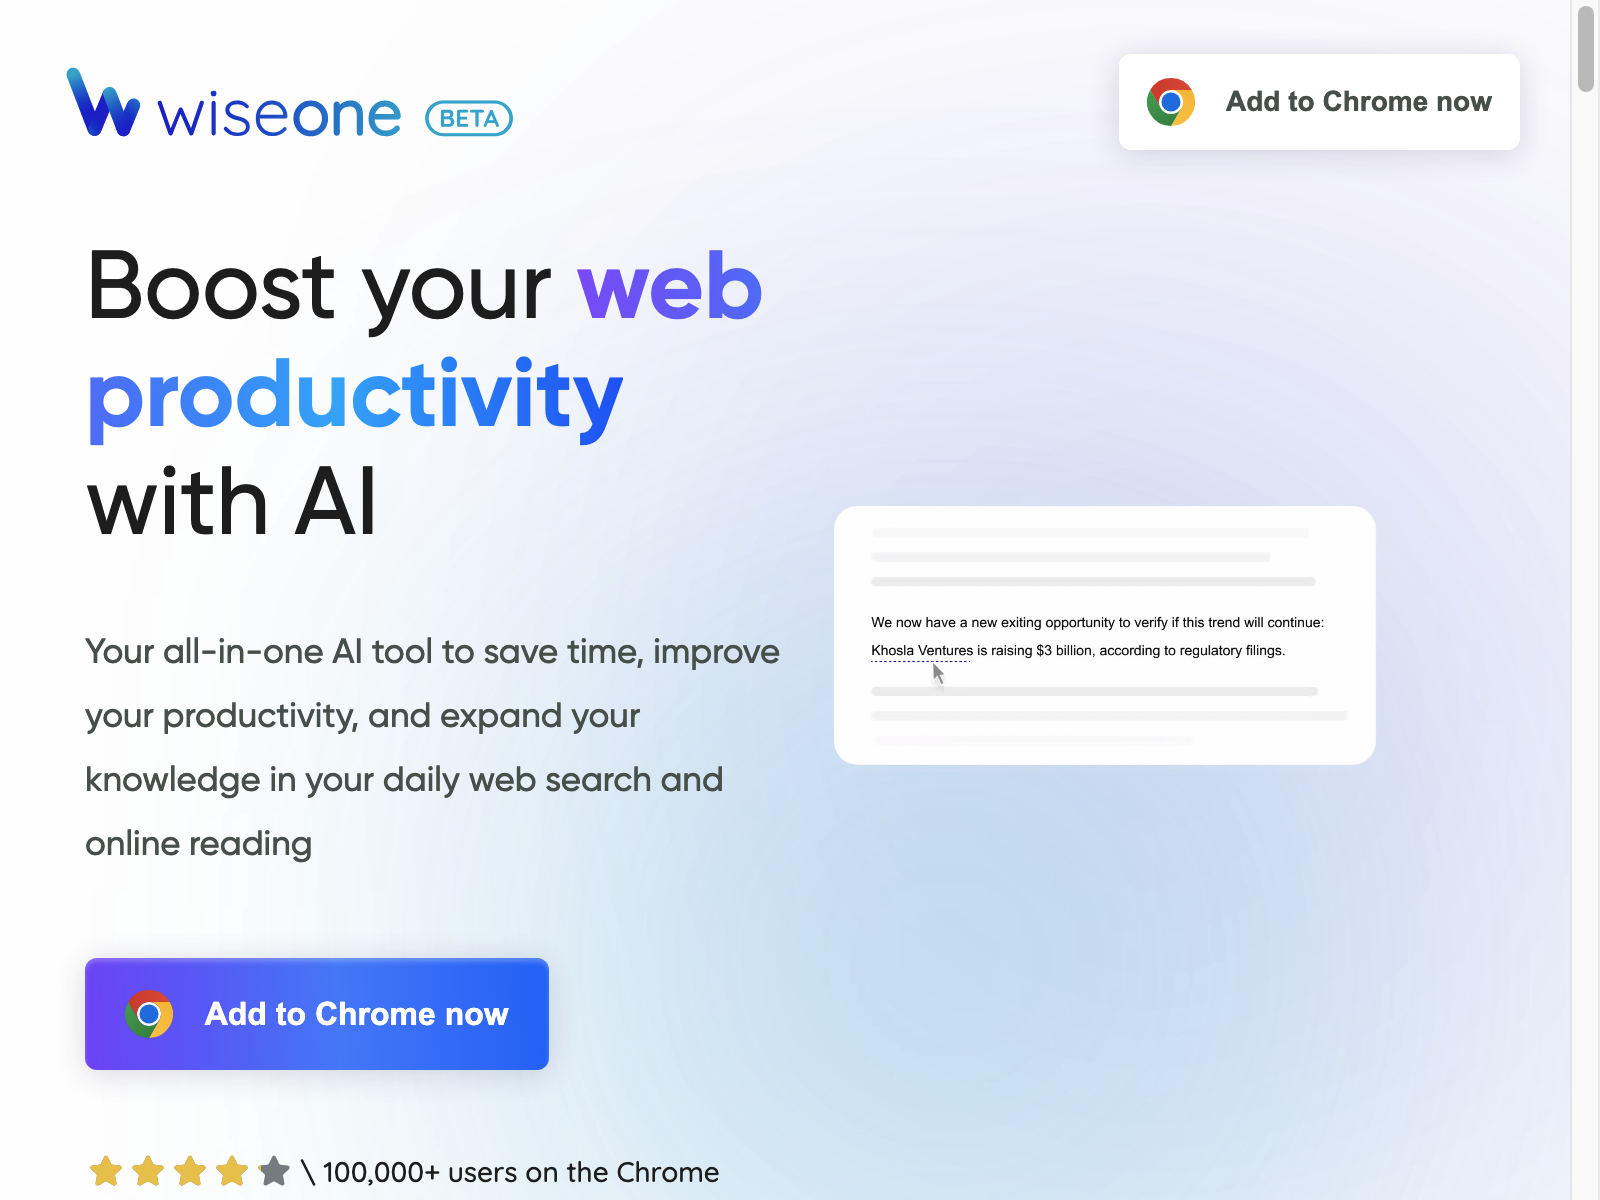 wiseone BETA
Add to Chrome now
Boost your web
productivity
with AI
Your all-in-one AI tool to save time, improve
your productivity, and expand your
knowledge in your daily web search and
online reading
We now have a new exiting opportunity to verify if this trend will continue:
Khosla Ventures is raising $3 billion, according to regulatory filings.
Add to Chrome now
\ 100,000+ users on the Chrome